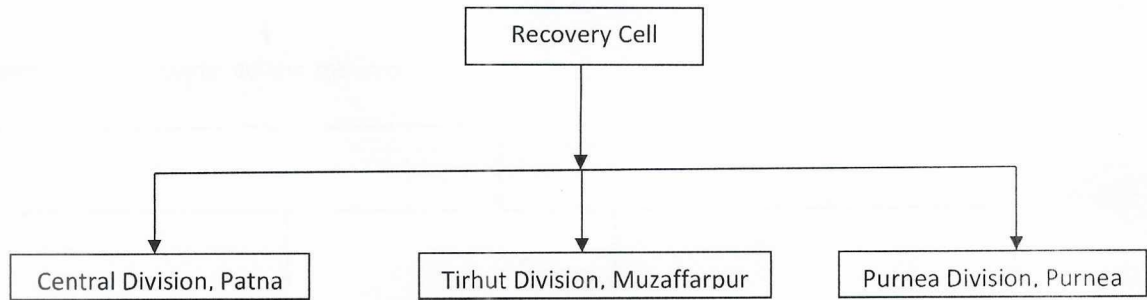 Recovery Cell
Central Division, Patna
Tirhut Division, Muzaffarpur
Purnea Division, Purnea